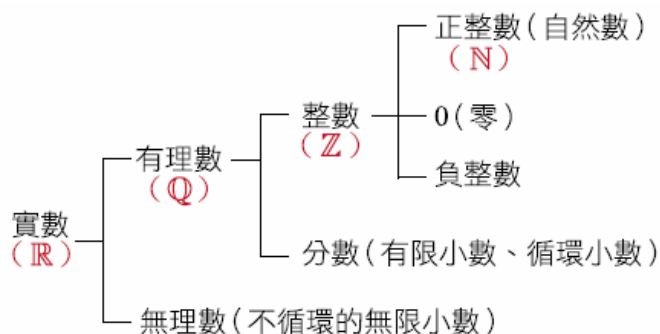 正整數(自然數)
(ℕ)
整數
(ℤ)
0(零)
有理數
(ℚ)
負整數
實數
(ℝ)
分數(有限小數、循環小數)
無理數(不循環的無限小數)